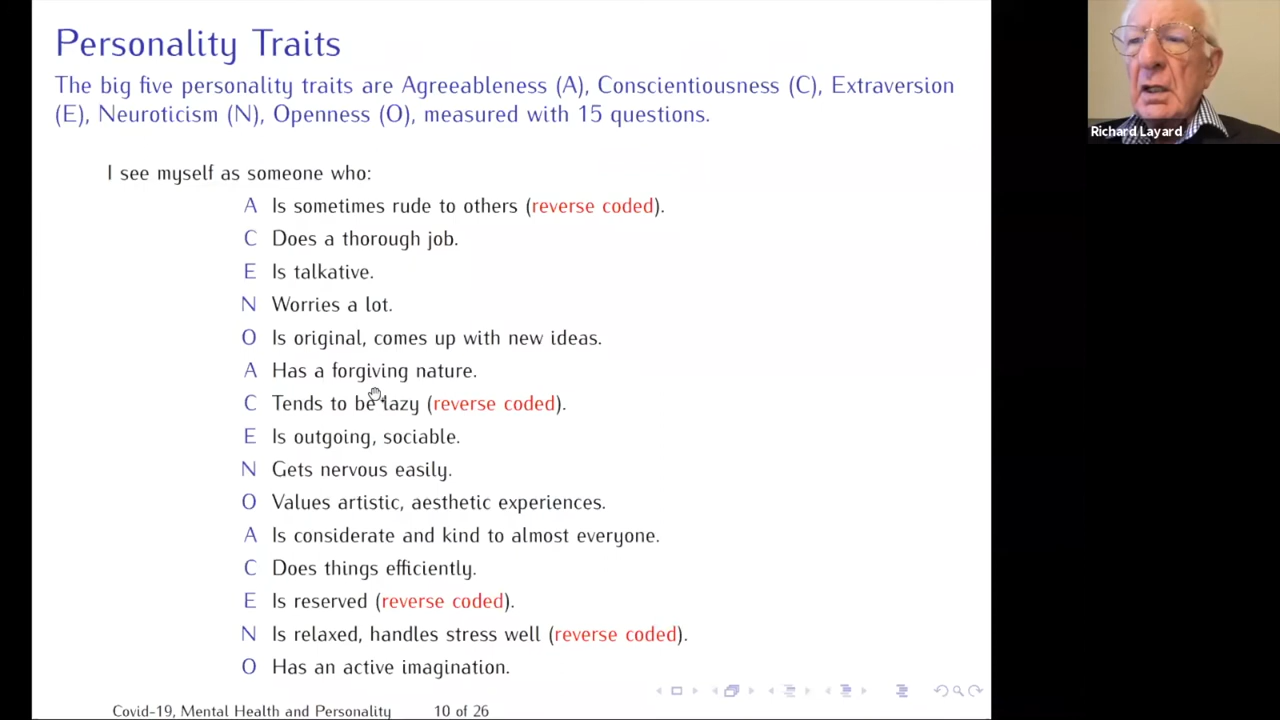 Personality Traits
The big five personality traits are Agreeableness (A), Conscientiousness (C), Extraversion
(E), Neuroticism (N), Openness (O), measured with 15 questions.
Richard Layard
I see myself as someone who:
A Is sometimes rude to others (reverse coded).
C Does a thorough job.
E Is talkative.
N Worries a lot.
O Is original, comes up with new ideas.
A Has a forgiving nature.
C Tends to be lazy (reverse coded).
E Is outgoing, sociable.
N Gets nervous easily.
O Values artistic, aesthetic experiences.
A Is considerate and kind to almost everyone.
C Does things efficiently.
E Is reserved (reverse coded).
N Is relaxed, handles stress well (reverse coded).
O Has an active imagination.
Covid-19, Mental Health and Personality 10 of 26